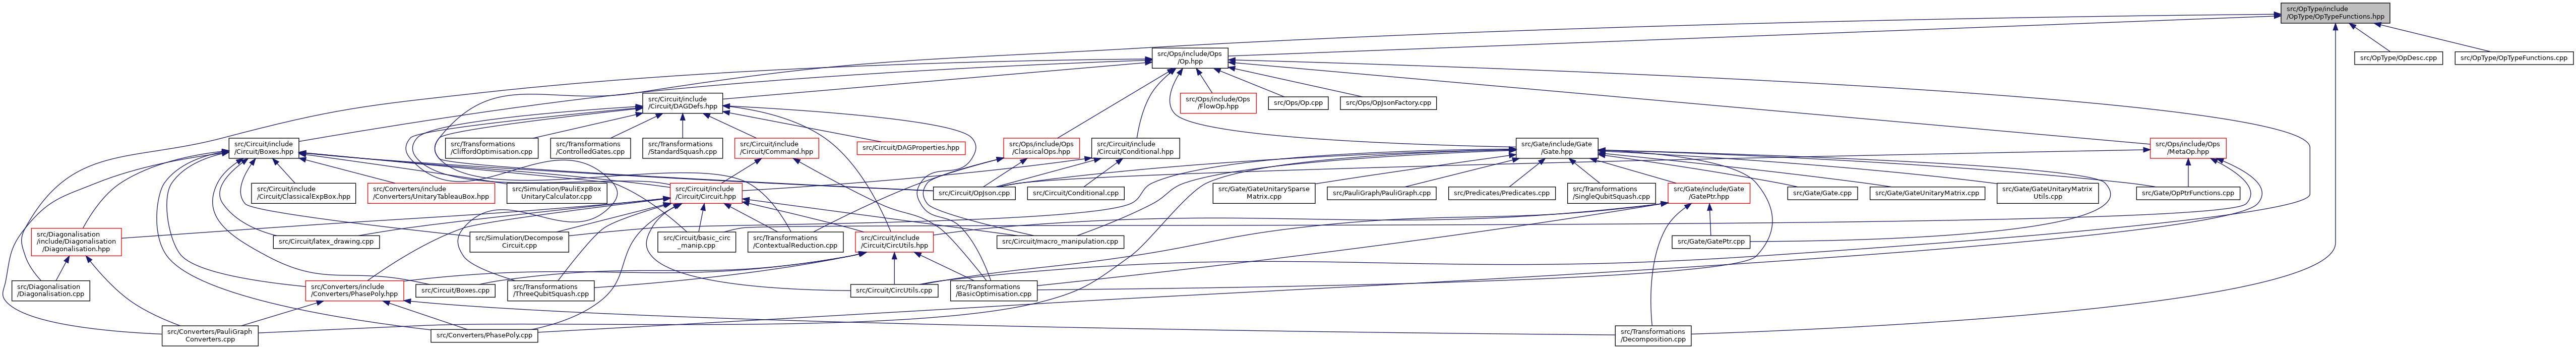 src/OpType/include
/OpType/OpTypeFunctions.hpp
src/Ops/include/Ops
/Op.hpp
src/OpType/OpDesc.cpp
src/OpType/OpTypeFunctions.cpp
src/Circuit/include
/Circuit/DAGDefs.hpp
src/Ops/include/Ops
/FlowOp.hpp
src/Ops/Op.cpp
src/Ops/OpJsonFactory.cpp
src/Circuit/include
/Circuit/Boxes.hpp
src/Transformations
/CliffordOptimisation.cpp
src/Transformations
/ControlledGates.cpp
src/Transformations
/StandardSquash.cpp
src/Circuit/include
/Circuit/Command.hpp
src/Circuit/DAGProperties.hpp
src/Ops/include/Ops
/ClassicalOps.hpp
src/Circuit/include
/Circuit/Conditional.hpp
src/Gate/include/Gate
/Gate.hpp
src/Ops/include/Ops
/MetaOp.hpp
src/Circuit/include
/Circuit/ClassicalExpBox.hpp
src/Converters/include
/Converters/UnitaryTableauBox.hpp
src/Simulation/PauliExpBox
UnitaryCalculator.cpp
src/Circuit/include
/Circuit/Circuit.hpp
src/Circuit/OpJson.cpp
src/Circuit/Conditional.cpp
src/Gate/GateUnitarySparse
Matrix.cpp
src/PauliGraph/PauliGraph.cpp
src/Predicates/Predicates.cpp
src/Transformations
/SingleQubitSquash.cpp
src/Gate/include/Gate
/GatePtr.hpp
src/Gate/Gate.cpp
src/Gate/GateUnitaryMatrix.cpp
src/Gate/GateUnitaryMatrix
Utils.cpp
src/Gate/OpPtrFunctions.cpp
src/Diagonalisation
/include/Diagonalisation
/Diagonalisation.hpp
src/Circuit/latex_drawing.cpp
src/Simulation/Decompose
Circuit.cpp
src/Circuit/basic_circ
_manip.cpp
src/Transformations
/ContextualReduction.cpp
src/Circuit/include
/Circuit/CircUtils.hpp
src/Circuit/macro_manipulation.cpp
src/Gate/GatePtr.cpp
src/Diagonalisation
/Diagonalisation.cpp
src/Converters/include
/Converters/PhasePoly.hpp
src/Circuit/Boxes.cpp
src/Transformations
/ThreeQubitSquash.cpp
src/Circuit/CircUtils.cpp
src/Transformations
/BasicOptimisation.cpp
src/Converters/PauliGraph
Converters.cpp
src/Converters/PhasePoly.cpp
src/Transformations
/Decomposition.cpp